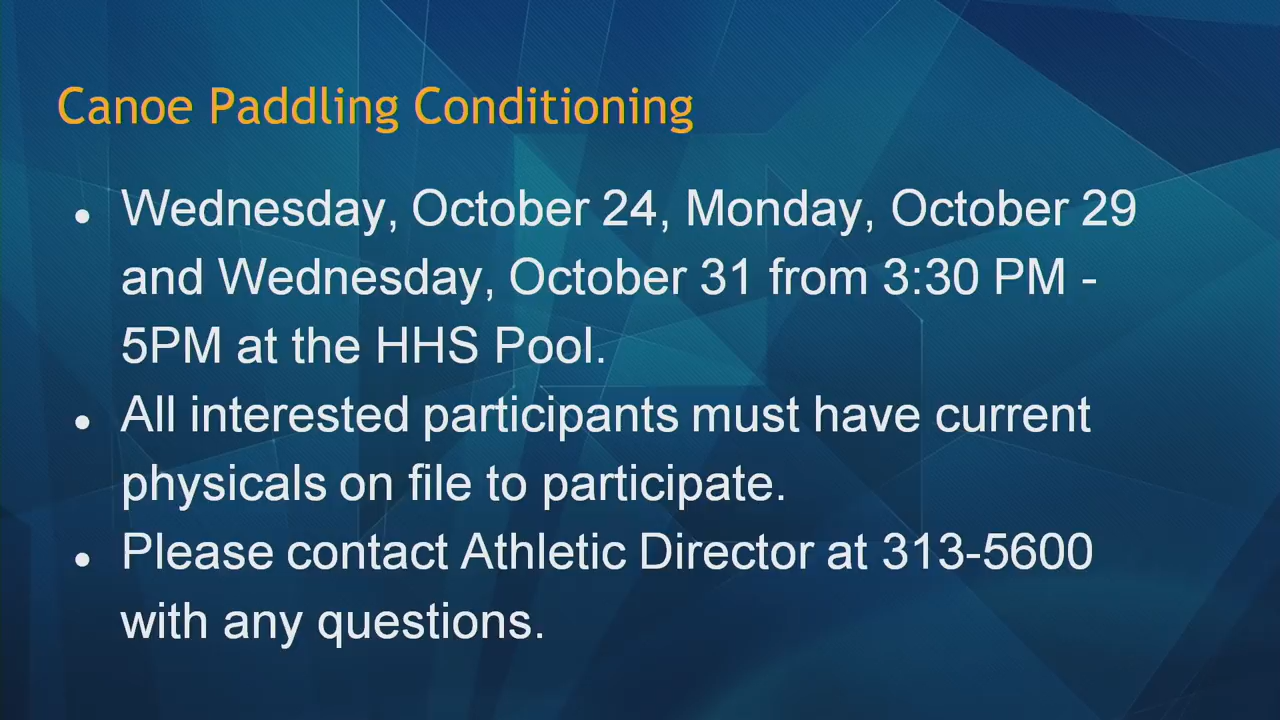 Canoe Paddling Conditioning
• Wednesday, October 24, Monday, October 29
and Wednesday, October 31 from 3:30 PM -
5PM at the HHS Pool.
• All interested participants must have current
physicals on file to participate.
• Please contact Athletic Director at 313-5600
with any questions.